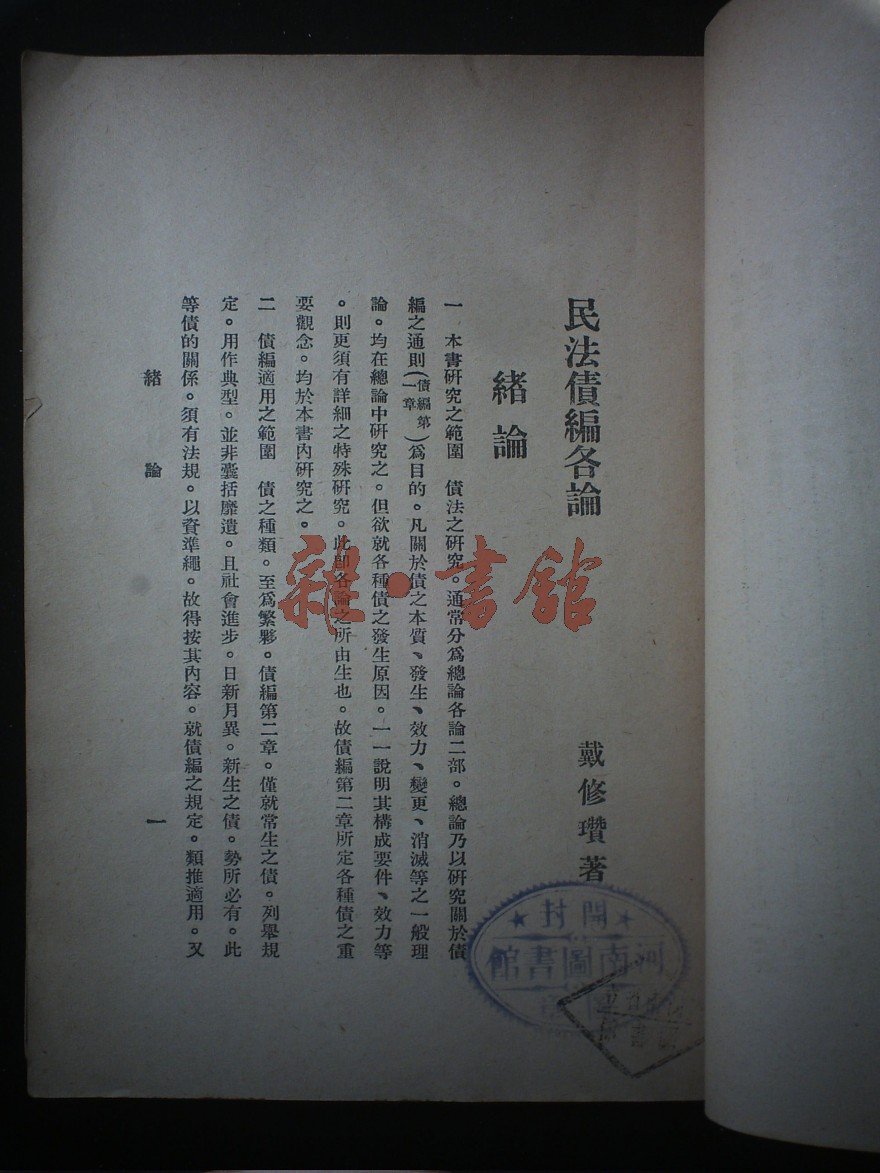 民法債編各論
戴修瓚著
緒論
一　本書研究之範圍　債法之研究。通常分爲總論各論二部。總論乃以研究關於債
編之通則（債編第一章）爲目的。凡關於債之本質、發生、效力、變更、消滅等之一般理
論。均在總論中研究之。但欲就各種債之發生原因。一一說明其構成要件、效力等
。則更須有詳細之特殊研究。此即各論之所由生也。故債編第二章所定各種債之重
要觀念。均於本書內研究之。
二　債編適用之範圍　債之種類。至爲繁夥。債編第二章。僅就常生之債。列舉規
定。用作典型。並非囊括靡遺。且社會進步。日新月異。新生之債。勢所必有。此
等債的關係。須有法規。以資準繩。故得按其內容。就債編之規定。類推適用。又
緒論
一
雜·書館
開封
河南圖書館